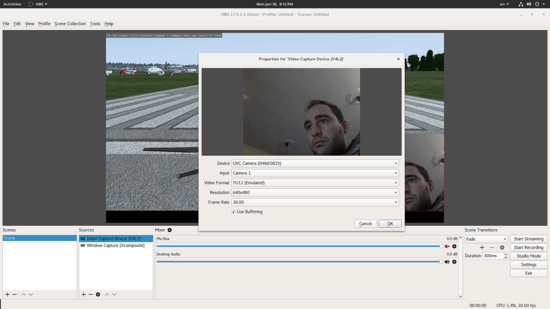 Activities
OBS
Mon Jan 30, 8:13 PM
en
OBS 17.0.2-1 (linux) - Profile: Untitled - Scenes: Untitled
File Edit View Profile Scene Collection Tools Help
Properties for 'Video Capture Device (V4L2)'
Device UVC Camera (046d:0825)
Input Camera 1
Video Format YU12 (Emulated)
Resolution 640x480
Frame Rate 30.00
Use Buffering
Cancel OK
Scenes
Scene
Sources
Video Capture Device (V4L2)
Window Capture (Xcomposite)
Mixer
Mic/Aux 0.0 dB
Desktop Audio 0.0 dB
Scene Transitions
Fade
Duration 300ms
Start Streaming
Start Recording
Studio Mode
Settings
Exit
00:00:00 CPU: 1.4%, 30.00 fps